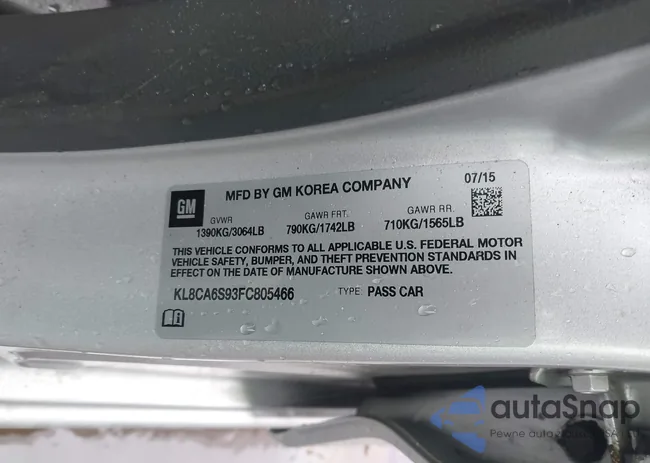 MFD BY GM KOREA COMPANY 07/15
GM
GVWR GAWR FRT. GAWR RR.
1390KG/3064LB 790KG/1742LB 710KG/1565LB
THIS VEHICLE CONFORMS TO ALL APPLICABLE U.S. FEDERAL MOTOR
VEHICLE SAFETY, BUMPER, AND THEFT PREVENTION STANDARDS IN
EFFECT ON THE DATE OF MANUFACTURE SHOWN ABOVE.
KL8CA6S93FC805466 TYPE: PASS CAR
autoSnap
Pewne auto